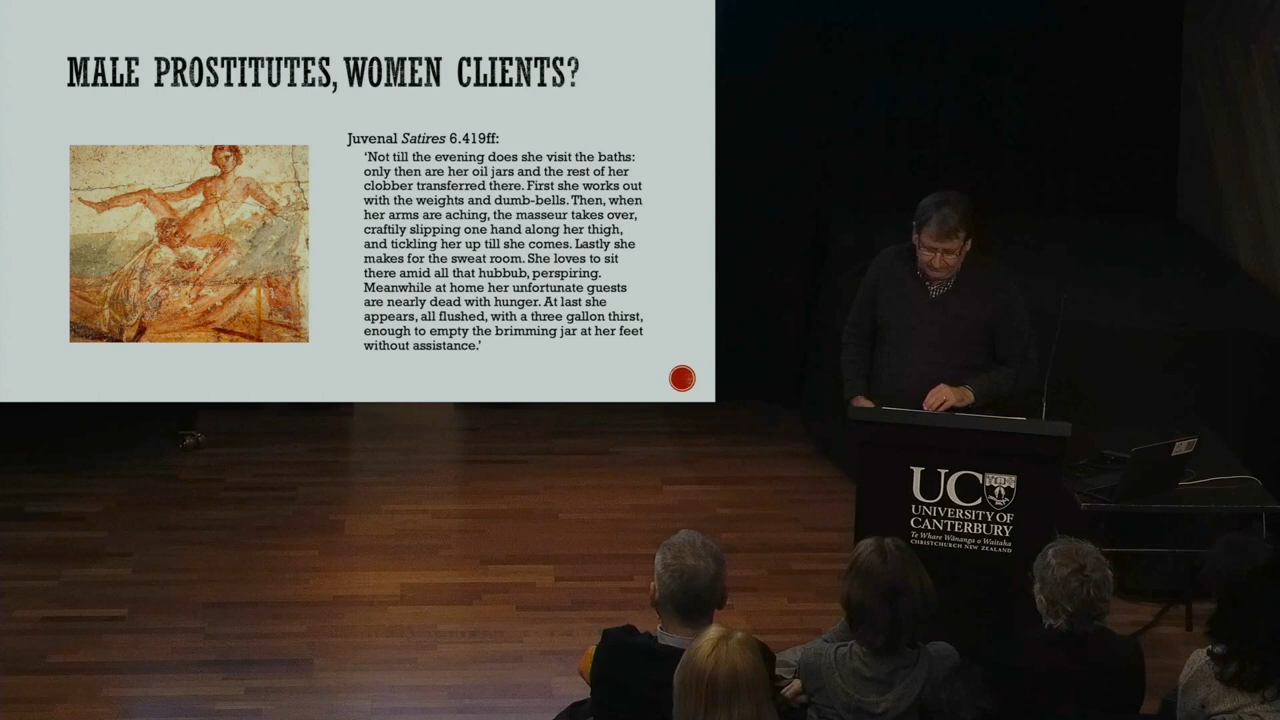 MALE PROSTITUTES, WOMEN CLIENTS?
Juvenal Satires 6.419ff:
‘Not till the evening does she visit the baths:
only then are her oil jars and the rest of her
clobber transferred there. First she works out
with the weights and dumb-bells. Then, when
her arms are aching, the masseur takes over,
craftily slipping one hand along her thigh,
and tickling her up till she comes. Lastly she
makes for the sweat room. She loves to sit
there amid all that hubbub, perspiring.
Meanwhile at home her unfortunate guests
are nearly dead with hunger. At last she
appears, all flushed, with a three gallon thirst,
enough to empty the brimming jar at her feet
without assistance.’
UC
UNIVERSITY OF
CANTERBURY
Te Whare Wānanga o Waitaha
CHRISTCHURCH NEW ZEALAND